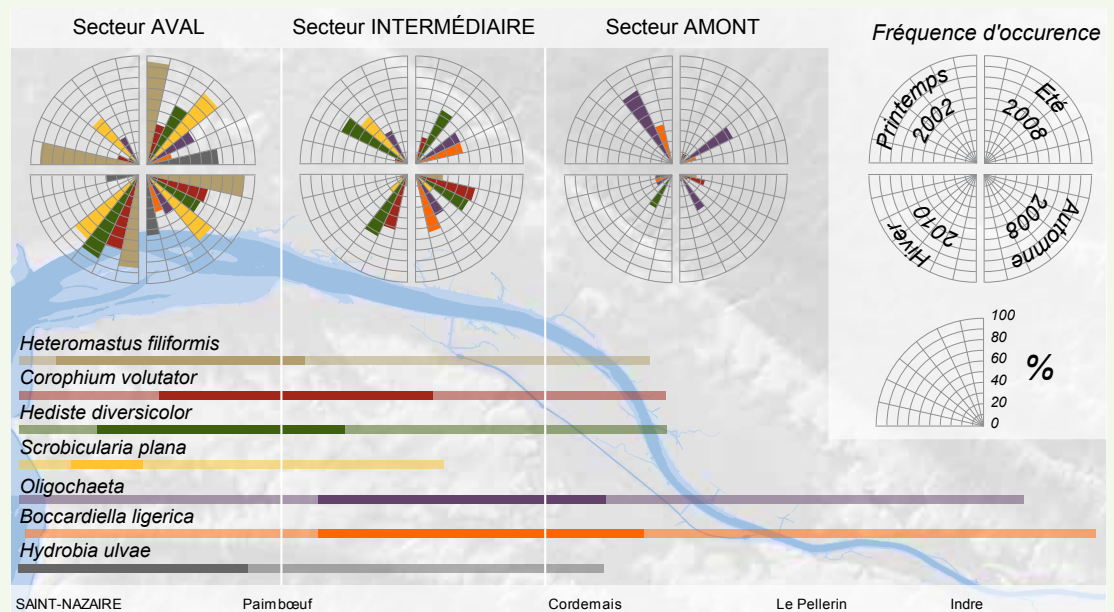 Secteur AVAL
Secteur INTERMÉDIAIRE
Secteur AMONT
Fréquence d'occurence
Printemps
2002
Eté
2008
Hiver
2010
Automne
2008
100
80
60
40
20
0
%
Heteromastus filiformis
Corophium volutator
Hediste diversicolor
Scrobicularia plana
Oligochaeta
Boccardiella ligerica
Hydrobia ulvae
SAINT-NAZAIRE
Paimbœuf
Cordemais
Le Pellerin
Indre